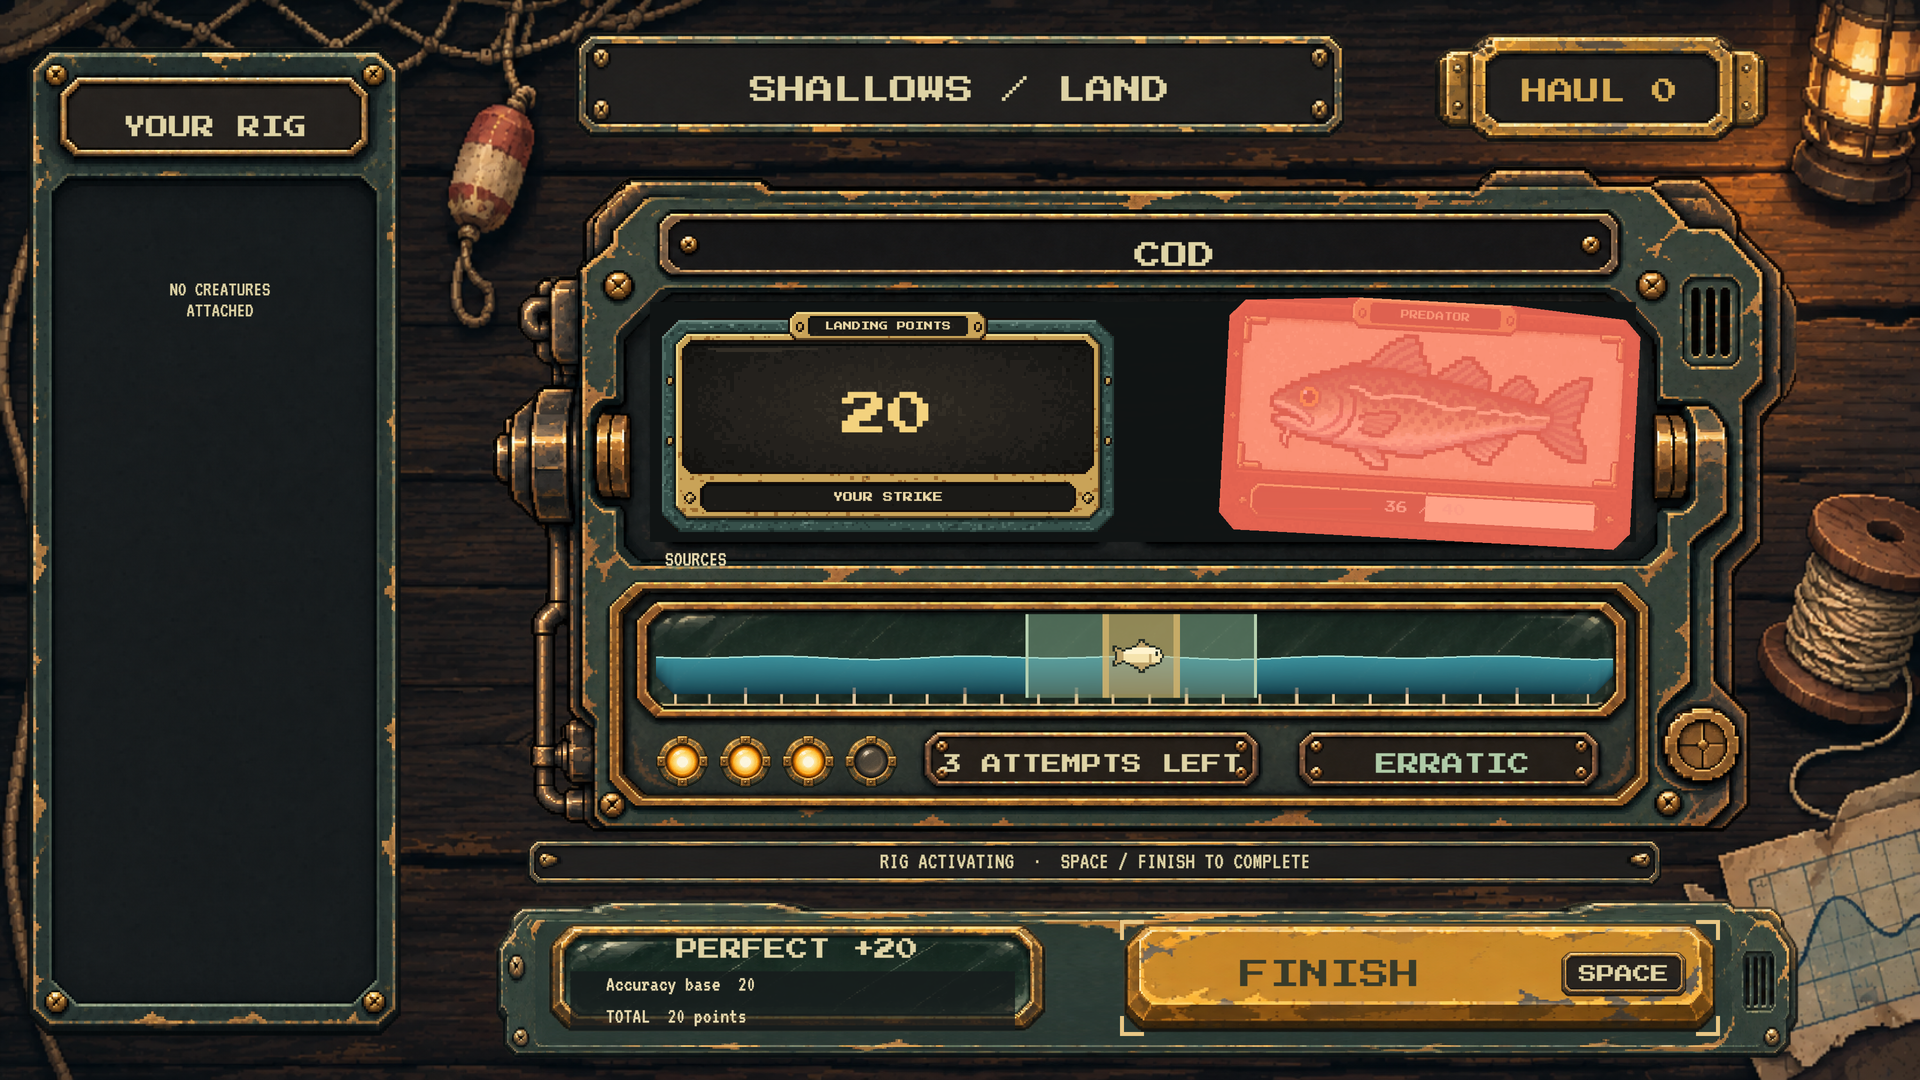 YOUR RIG
NO CREATURES
ATTACHED
SHALLOWS / LAND
HAUL 0
COD
LANDING POINTS
20
YOUR STRIKE
PREDATOR
36 /
SOURCES
3 ATTEMPTS LEFT
ERRATIC
RIG ACTIVATING · SPACE / FINISH TO COMPLETE
PERFECT +20
Accuracy base 20
TOTAL 20 points
FINISH
SPACE